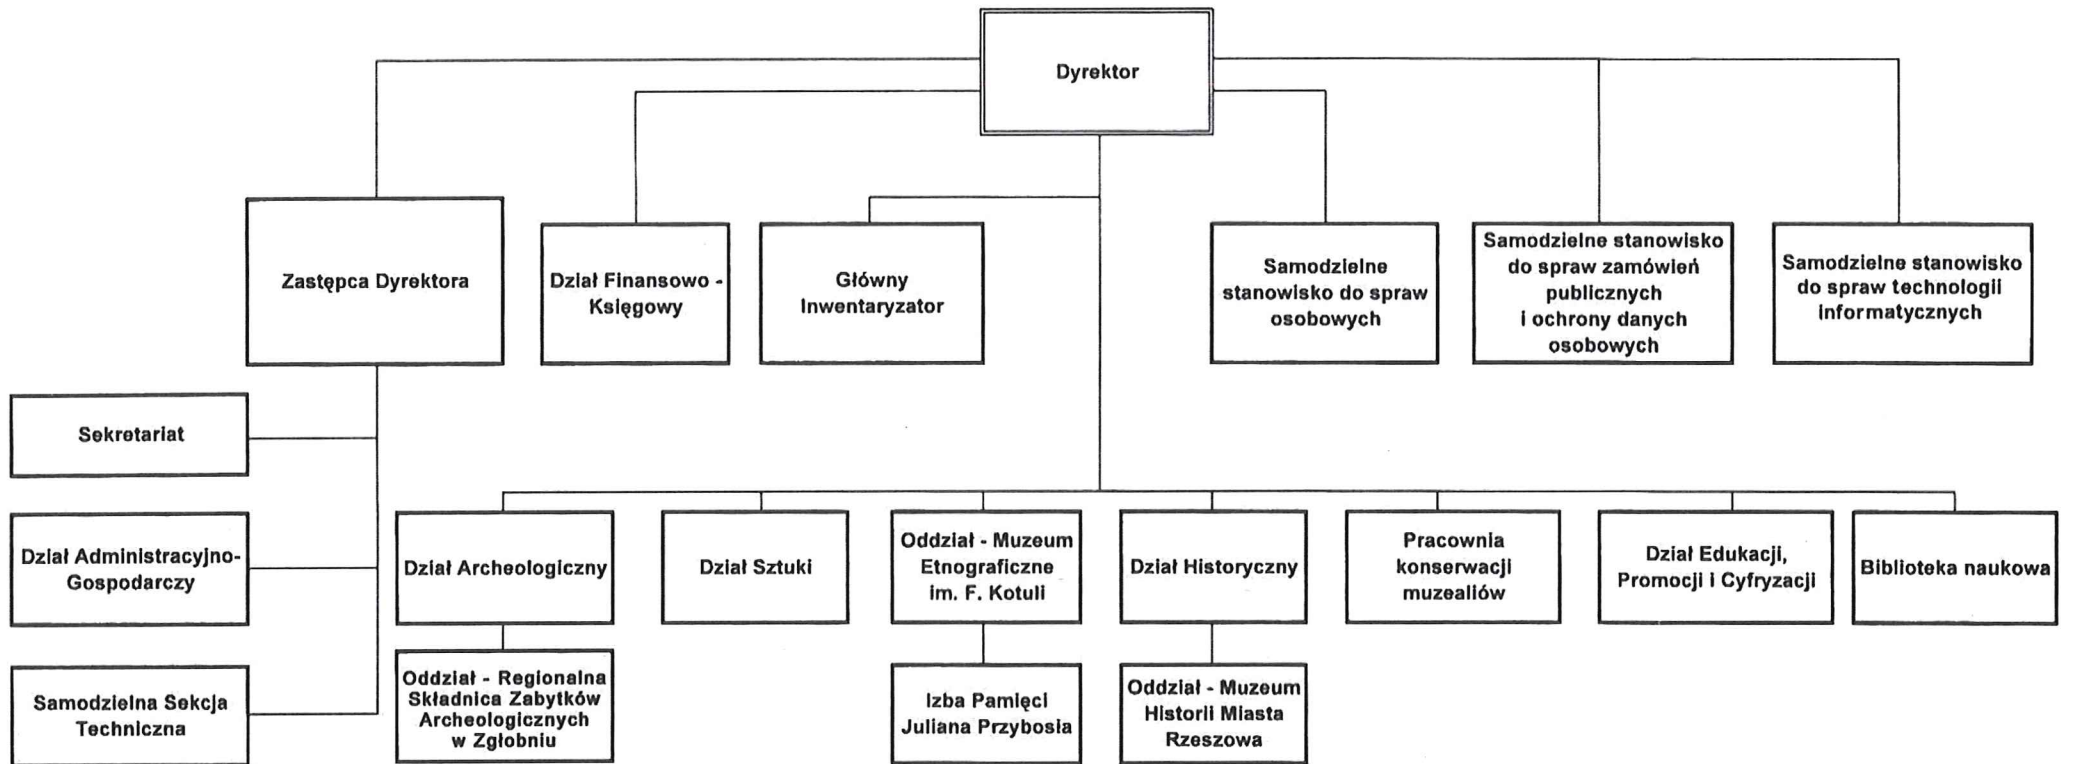 Dyrektor
Zastępca Dyrektora
Dział Finansowo -
Księgowy
Główny
Inwentaryzator
Samodzielne
stanowisko do spraw
osobowych
Samodzielne stanowisko
do spraw zamówień
publicznych
i ochrony danych
osobowych
Samodzielne stanowisko
do spraw technologii
informatycznych
Sekretariat
Dział Administracyjno-
Gospodarczy
Samodzielna Sekcja
Techniczna
Dział Archeologiczny
Dział Sztuki
Oddział - Muzeum
Etnograficzne
im. F. Kotuli
Dział Historyczny
Pracownia
konserwacji
muzealiów
Dział Edukacji,
Promocji i Cyfryzacji
Biblioteka naukowa
Oddział - Regionalna
Składnica Zabytków
Archeologicznych
w Zgłobniu
Izba Pamięci
Juliana Przybosia
Oddział - Muzeum
Historii Miasta
Rzeszowa